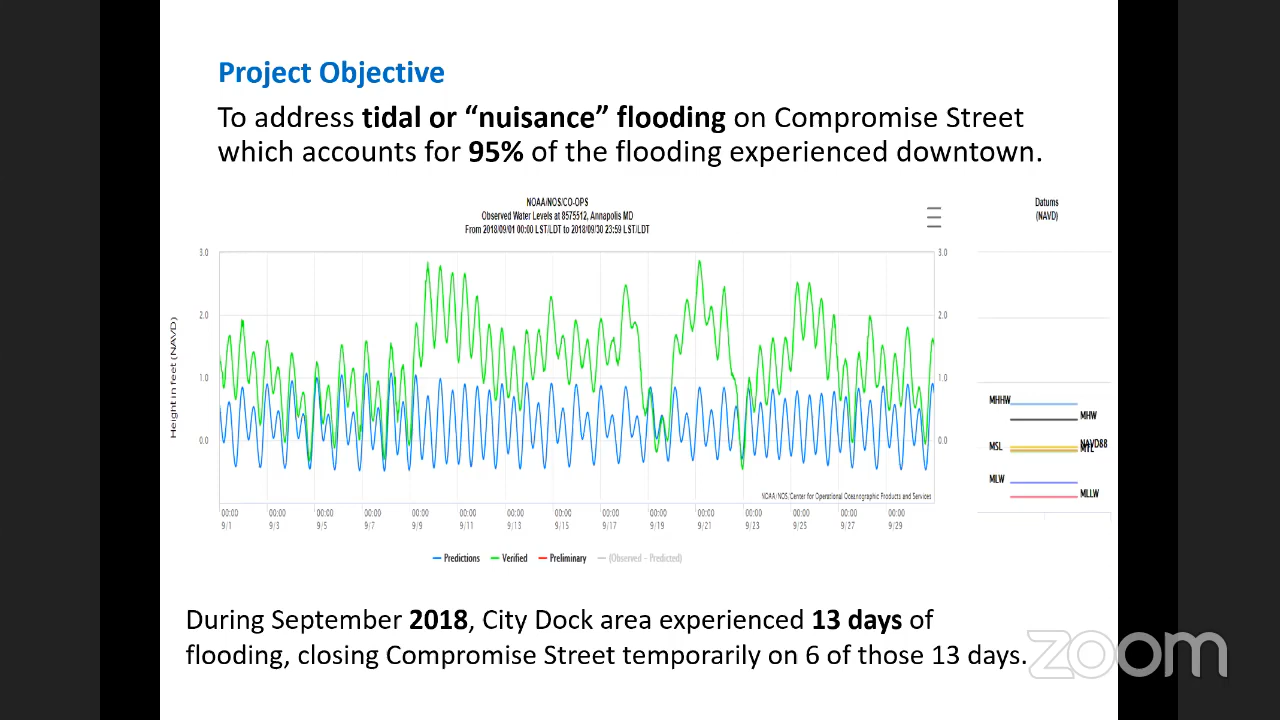 Project Objective
To address tidal or “nuisance” flooding on Compromise Street
which accounts for 95% of the flooding experienced downtown.
NOAA/NOS/CO-OPS
Observed Water Levels at 8575512, Annapolis MD
From 2018/09/01 00:00 LST/LDT to 2018/09/30 23:59 LST/LDT
Datums
(NAVD)
Height in feet (NAVD)
3.0 3.0
2.0 2.0
1.0 1.0
0.0 0.0
MHHW
MHW
NAVD88
MSL MTL
MLW
MLLW
NOAA/NOS/Center for Operational Oceanographic Products and Services
00:00 00:00 00:00 00:00 00:00 00:00 00:00 00:00 00:00 00:00 00:00 00:00 00:00 00:00 00:00
9/1 9/3 9/5 9/7 9/9 9/11 9/13 9/15 9/17 9/19 9/21 9/23 9/25 9/27 9/29
Predictions Verified Preliminary (Observed - Predicted)
During September 2018, City Dock area experienced 13 days of
flooding, closing Compromise Street temporarily on 6 of those 13 days.
zoom